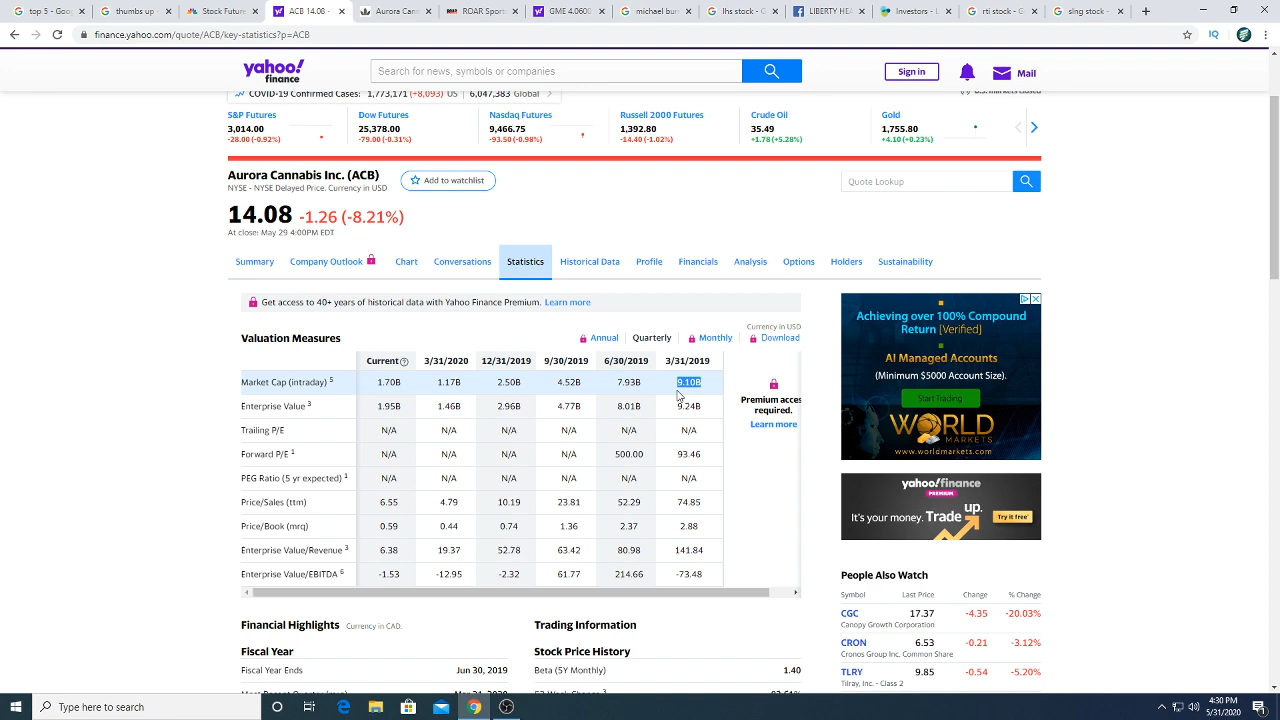 top 5 - G
thumbs up -
Stock Futur
14.08 -
Aurora Can
ROAR Spor
GME 4.0600
michael bur
lhs stock - G
LIBERTY HEA
rti stock - G
sing stock -
finance.yahoo.com/quote/ACB/key-statistics?p=ACB
IQ
yahoo!
finance
Search for news, symbols or companies
Sign in
Mail
COVID-19 Confirmed Cases: 1,773,171 (+8,093) US 6,047,383 Global
U.S. markets closed
S&P Futures
3,014.00
-28.00 (-0.92%)
Dow Futures
25,378.00
-79.00 (-0.31%)
Nasdaq Futures
9,466.75
-93.50 (-0.98%)
Russell 2000 Futures
1,392.80
-14.40 (-1.02%)
Crude Oil
35.49
+1.78 (+5.28%)
Gold
1,755.80
+4.10 (+0.23%)
Aurora Cannabis Inc. (ACB)
Add to watchlist
NYSE - NYSE Delayed Price. Currency in USD
Quote Lookup
14.08 -1.26 (-8.21%)
At close: May 29 4:00PM EDT
Summary Company Outlook Chart Conversations Statistics Historical Data Profile Financials Analysis Options Holders Sustainability
Get access to 40+ years of historical data with Yahoo Finance Premium. Learn more
Currency in USD
Valuation Measures
Annual Quarterly Monthly Download
Current 3/31/2020 12/31/2019 9/30/2019 6/30/2019 3/31/2019
Market Cap (intraday) 5 1.70B 1.17B 2.50B 4.52B 7.93B 9.10B
Enterprise Value 3 1.95B 1.46B 2.96B 4.77B 8.01B 9.24B
Trailing P/E N/A N/A N/A N/A N/A N/A
Forward P/E 1 N/A N/A N/A N/A 500.00 93.46
PEG Ratio (5 yr expected) 1 N/A N/A N/A N/A N/A N/A
Price/Sales (ttm) 6.55 4.79 23.81 52.29 74.85
Price/Book (mrq) 0.59 0.44 0.74 1.36 2.37 2.88
Enterprise Value/Revenue 3 6.38 19.37 52.78 63.42 80.98 141.84
Enterprise Value/EBITDA 6 -1.53 -12.95 -2.32 61.77 214.66 -73.48
Premium acces
required.
Learn more
Achieving over 100% Compound
Return [Verified]
AI Managed Accounts
(Minimum $5000 Account Size).
Start Trading
WORLD
MARKETS
www.worldmarkets.com
yahoo!finance
PREMIUM
It's your money. Trade up.
Try it free*
People Also Watch
Symbol Last Price Change % Change
CGC 17.37 -4.35 -20.03%
Canopy Growth Corporation
CRON 6.53 -0.21 -3.12%
Cronos Group Inc. Common Share
TLRY 9.85 -0.54 -5.20%
Tilray, Inc. - Class 2
Financial Highlights Currency in CAD.
Fiscal Year
Fiscal Year Ends Jun 30, 2019
Trading Information
Stock Price History
Beta (5Y Monthly) 1.40
Type here to search
4:30 PM
5/31/2020